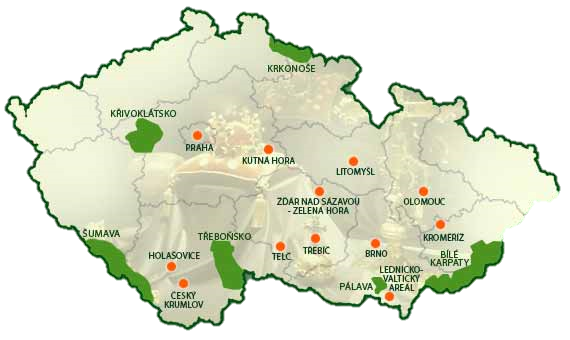 KRKONOŠE
KŘIVOKLÁTSKO
PRAHA
KUTNÁ HORA
LITOMYŠL
ŽĎÁR NAD SÁZAVOU
- ZELENÁ HORA
OLOMOUC
KROMĚŘÍŽ
ŠUMAVA
TŘEBOŇSKO
HOLAŠOVICE
TELČ
TŘEBÍČ
BRNO
BÍLÉ
KARPATY
LEDNICKO-
VALTICKÝ
AREÁL
PÁLAVA
ČESKÝ
KRUMLOV